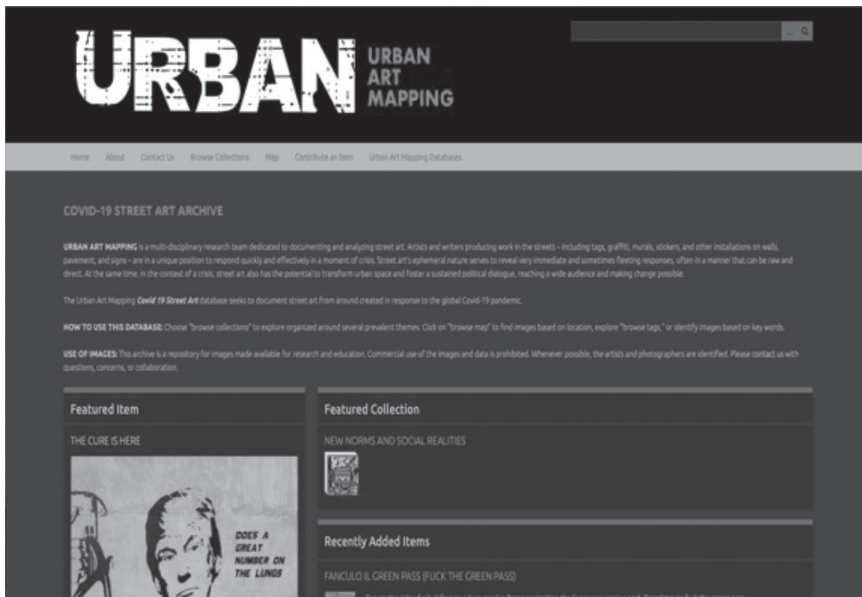 URBAN
URBAN
ART
MAPPING
...
Home About Contact Us Browse Collections Map Contribute an Item Urban Art Mapping Databases
COVID-19 STREET ART ARCHIVE
URBAN ART MAPPING is a multi-disciplinary research team dedicated to documenting and analyzing street art. Artists and writers producing work in the streets – including tags, graffiti, murals, stickers, and other installations on walls,
pavement, and signs – are in a unique position to respond quickly and effectively in a moment of crisis. Street art's ephemeral nature serves to reveal very immediate and sometimes fleeting responses, often in a manner that can be raw and
direct. At the same time, in the context of a crisis, street art also has the potential to transform urban space and foster a sustained political dialogue, reaching a wide audience and making change possible.
The Urban Art Mapping Covid 19 Street Art database seeks to document street art from around created in response to the global Covid-19 pandemic.
HOW TO USE THIS DATABASE: Choose "browse collections" to explore organized around several prevalent themes. Click on "browse map" to find images based on location, explore "browse tags," or identify images based on key words.
USE OF IMAGES: This archive is a repository for images made available for research and education. Commercial use of the images and data is prohibited. Whenever possible, the artists and photographers are identified. Please contact us with
questions, concerns, or collaboration.
Featured Item
THE CURE IS HERE
DOES A
GREAT
NUMBER ON
THE LUNGS
Featured Collection
NEW NORMS AND SOCIAL REALITIES
Recently Added Items
FANCULO IL GREEN PASS (FUCK THE GREEN PASS)